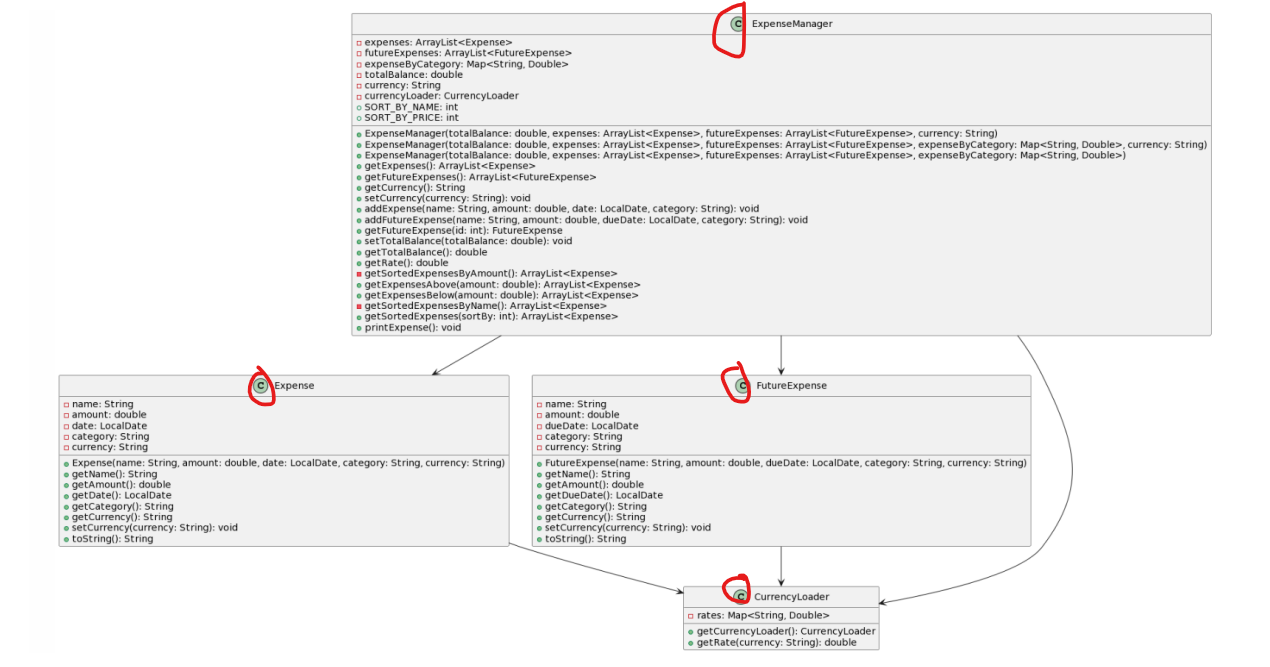 C ExpenseManager
expenses: ArrayList<Expense>
futureExpenses: ArrayList<FutureExpense>
expenseByCategory: Map<String, Double>
totalBalance: double
currency: String
currencyLoader: CurrencyLoader
SORT_BY_NAME: int
SORT_BY_PRICE: int
ExpenseManager(totalBalance: double, expenses: ArrayList<Expense>, futureExpenses: ArrayList<FutureExpense>, currency: String)
ExpenseManager(totalBalance: double, expenses: ArrayList<Expense>, futureExpenses: ArrayList<FutureExpense>, expenseByCategory: Map<String, Double>, currency: String)
ExpenseManager(totalBalance: double, expenses: ArrayList<Expense>, futureExpenses: ArrayList<FutureExpense>, expenseByCategory: Map<String, Double>)
getExpenses(): ArrayList<Expense>
getFutureExpenses(): ArrayList<FutureExpense>
getCurrency(): String
setCurrency(currency: String): void
addExpense(name: String, amount: double, date: LocalDate, category: String): void
addFutureExpense(name: String, amount: double, dueDate: LocalDate, category: String): void
getFutureExpense(id: int): FutureExpense
setTotalBalance(totalBalance: double): void
getTotalBalance(): double
getRate(): double
getSortedExpensesByAmount(): ArrayList<Expense>
getExpensesAbove(amount: double): ArrayList<Expense>
getExpensesBelow(amount: double): ArrayList<Expense>
getSortedExpensesByName(): ArrayList<Expense>
getSortedExpenses(sortBy: int): ArrayList<Expense>
printExpense(): void
C Expense
name: String
amount: double
date: LocalDate
category: String
currency: String
Expense(name: String, amount: double, date: LocalDate, category: String, currency: String)
getName(): String
getAmount(): double
getDate(): LocalDate
getCategory(): String
getCurrency(): String
setCurrency(currency: String): void
toString(): String
C FutureExpense
name: String
amount: double
dueDate: LocalDate
category: String
currency: String
FutureExpense(name: String, amount: double, dueDate: LocalDate, category: String, currency: String)
getName(): String
getAmount(): double
getDueDate(): LocalDate
getCategory(): String
getCurrency(): String
setCurrency(currency: String): void
toString(): String
C CurrencyLoader
rates: Map<String, Double>
getCurrencyLoader(): CurrencyLoader
getRate(currency: String): double